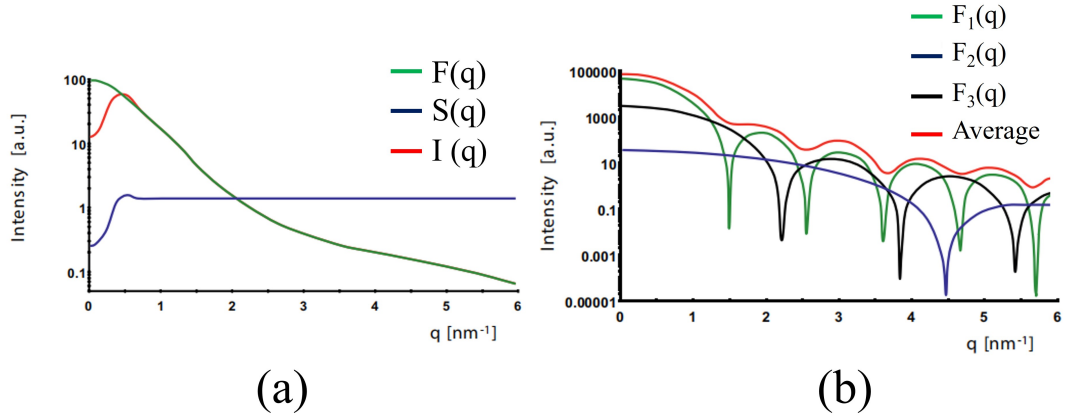 F(q)
S(q)
I (q)
Intensity [a.u.]
100
10
1
0.1
0 1 2 3 4 5 6
q [nm⁻¹]
(a)
F₁(q)
F₂(q)
F₃(q)
Average
Intensity [a.u.]
100000
1000
10
0.1
0.001
0.00001
0 1 2 3 4 5 6
q [nm⁻¹]
(b)